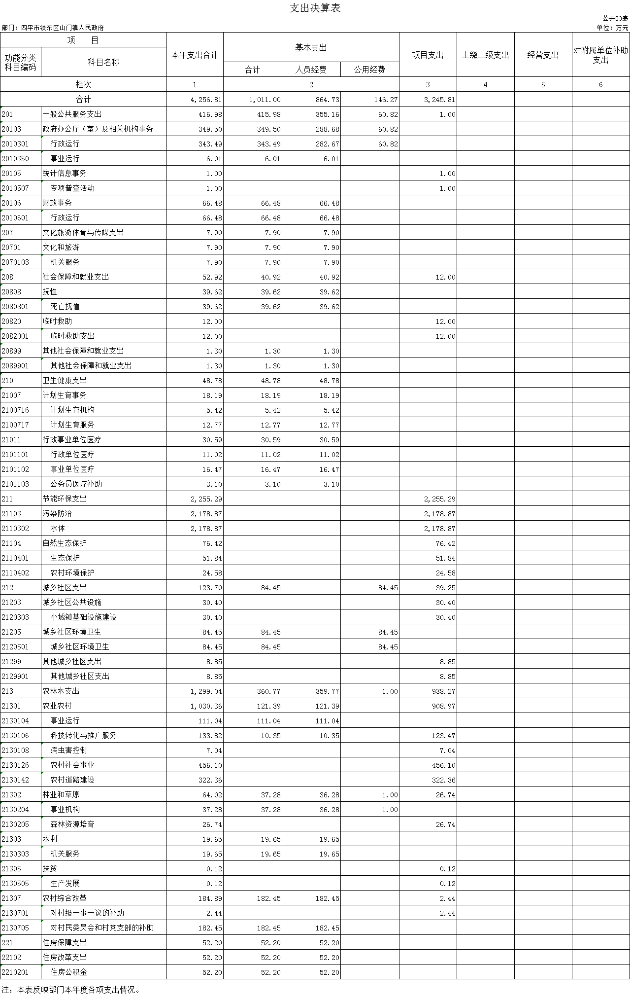 支出决算表
公开03表
部门：四平市铁东区山门镇人民政府 单位：万元
项 目 本年支出合计 基本支出 项目支出 上缴上级支出 经营支出 对附属单位补助支出
功能分类科目编码 科目名称 合计 人员经费 公用经费
栏次 1 2 3 4 5 6
合计 4,256.81 1,011.00 864.73 146.27 3,245.81
201 一般公共服务支出 416.98 415.98 355.16 60.82 1.00
20103 政府办公厅（室）及相关机构事务 349.50 349.50 288.68 60.82
2010301 行政运行 343.49 343.49 282.67 60.82
2010350 事业运行 6.01 6.01 6.01
20105 统计信息事务 1.00 1.00
2010507 专项普查活动 1.00 1.00
20106 财政事务 66.48 66.48 66.48
2010601 行政运行 66.48 66.48 66.48
207 文化旅游体育与传媒支出 7.90 7.90 7.90
20701 文化和旅游 7.90 7.90 7.90
2070103 机关服务 7.90 7.90 7.90
208 社会保障和就业支出 52.92 40.92 40.92 12.00
20808 抚恤 39.62 39.62 39.62
2080801 死亡抚恤 39.62 39.62 39.62
20820 临时救助 12.00 12.00
2082001 临时救助支出 12.00 12.00
20899 其他社会保障和就业支出 1.30 1.30 1.30
2089901 其他社会保障和就业支出 1.30 1.30 1.30
210 卫生健康支出 48.78 48.78 48.78
21007 计划生育事务 18.19 18.19 18.19
2100716 计划生育机构 5.42 5.42 5.42
2100717 计划生育服务 12.77 12.77 12.77
21011 行政事业单位医疗 30.59 30.59 30.59
2101101 行政单位医疗 11.02 11.02 11.02
2101102 事业单位医疗 16.47 16.47 16.47
2101103 公务员医疗补助 3.10 3.10 3.10
211 节能环保支出 2,255.29 2,255.29
21103 污染防治 2,178.87 2,178.87
2110302 水体 2,178.87 2,178.87
21104 自然生态保护 76.42 76.42
2110401 生态保护 51.84 51.84
2110402 农村环境保护 24.58 24.58
212 城乡社区支出 123.70 84.45 84.45 39.25
21203 城乡社区公共设施 30.40 30.40
2120303 小城镇基础设施建设 30.40 30.40
21205 城乡社区环境卫生 84.45 84.45 84.45
2120501 城乡社区环境卫生 84.45 84.45 84.45
21299 其他城乡社区支出 8.85 8.85
2129901 其他城乡社区支出 8.85 8.85
213 农林水支出 1,299.04 360.77 359.77 1.00 938.27
21301 农业农村 1,030.36 121.39 121.39 908.97
2130104 事业运行 111.04 111.04 111.04
2130106 科技转化与推广服务 133.82 10.35 10.35 123.47
2130108 病虫害控制 7.04 7.04
2130126 农村社会事业 456.10 456.10
2130142 农村道路建设 322.36 322.36
21302 林业和草原 64.02 37.28 36.28 1.00 26.74
2130204 事业机构 37.28 37.28 36.28 1.00
2130205 森林资源培育 26.74 26.74
21303 水利 19.65 19.65 19.65
2130303 机关服务 19.65 19.65 19.65
21305 扶贫 0.12 0.12
2130505 生产发展 0.12 0.12
21307 农村综合改革 184.89 182.45 182.45 2.44
2130701 对村级一事一议的补助 2.44 2.44
2130705 对村民委员会和村党支部的补助 182.45 182.45 182.45
221 住房保障支出 52.20 52.20 52.20
22102 住房改革支出 52.20 52.20 52.20
2210201 住房公积金 52.20 52.20 52.20
注：本表反映部门本年度各项支出情况。